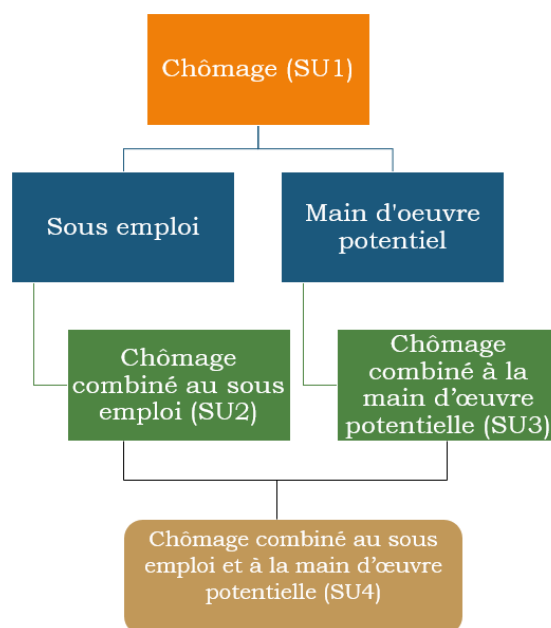 Chômage (SU1)
Sous emploi
Main d'oeuvre
potentiel
Chômage
combiné au sous
emploi (SU2)
Chômage
combiné à la
main d’œuvre
potentielle (SU3)
Chômage combiné au sous
emploi et à la main d’œuvre
potentielle (SU4)